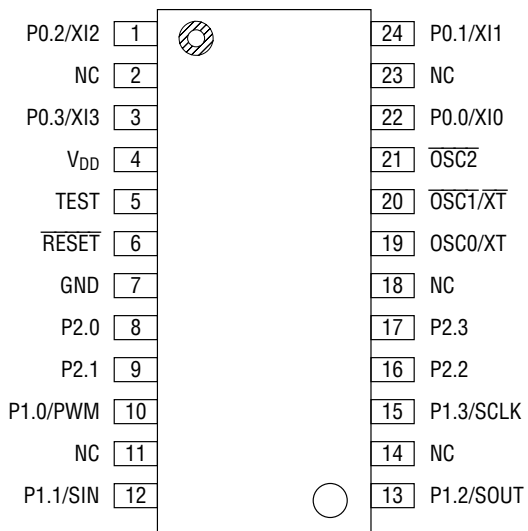 P0.2/XI2 1 24 P0.1/XI1
NC 2 23 NC
P0.3/XI3 3 22 P0.0/XI0
VDD 4 21 OSC2
TEST 5 20 OSC1/XT
RESET 6 19 OSC0/XT
GND 7 18 NC
P2.0 8 17 P2.3
P2.1 9 16 P2.2
P1.0/PWM 10 15 P1.3/SCLK
NC 11 14 NC
P1.1/SIN 12 13 P1.2/SOUT